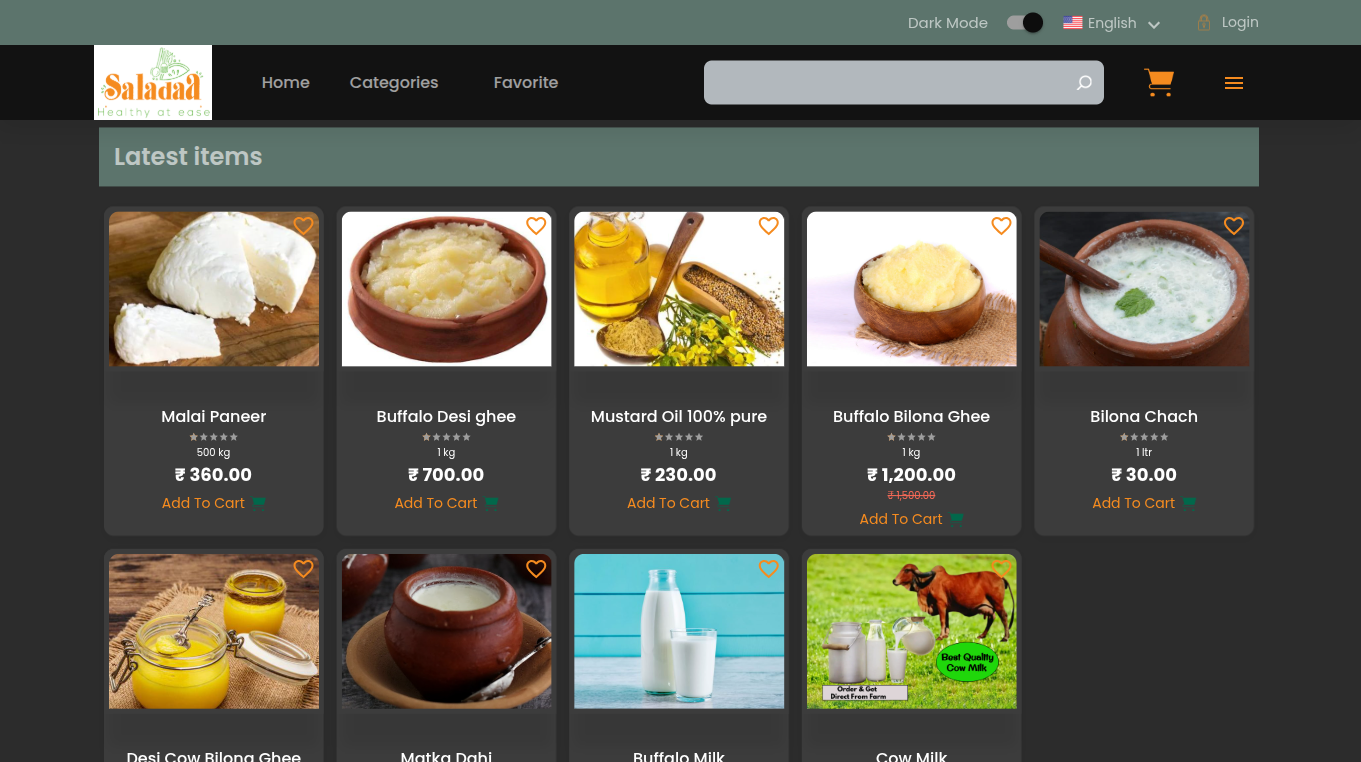 Dark Mode
English
Login
Saladaa
Healthy at ease
Home
Categories
Favorite
Latest items
Malai Paneer
500 kg
₹ 360.00
Add To Cart
Buffalo Desi ghee
1 kg
₹ 700.00
Add To Cart
Mustard Oil 100% pure
1 kg
₹ 230.00
Add To Cart
Buffalo Bilona Ghee
1 kg
₹ 1,200.00
₹ 1,500.00
Add To Cart
Bilona Chach
1 ltr
₹ 30.00
Add To Cart
Desi Cow Bilona Ghee
Matka Dahi
Buffalo Milk
Best Quality
Cow Milk
Order & Get
Direct From Farm
Cow Milk